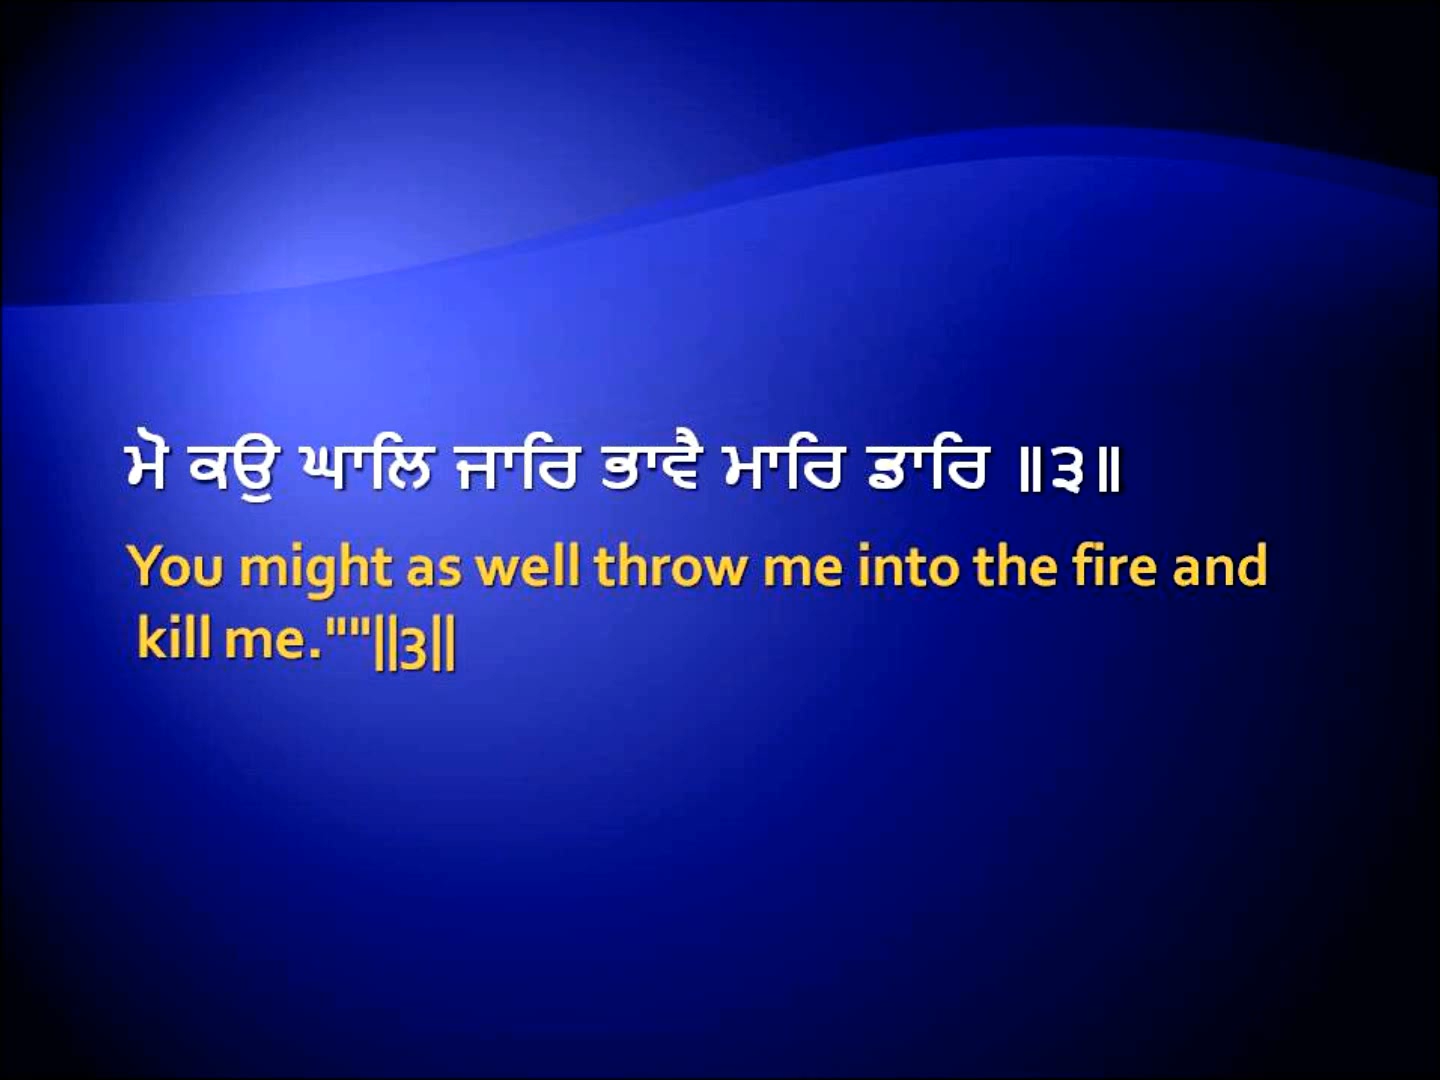 ਮੋ ਕਉ ਘਾਲਿ ਜਾਰਿ ਭਾਵੈ ਮਾਰਿ ਡਾਰਿ ॥੩॥
You might as well throw me into the fire and
kill me.""||3||